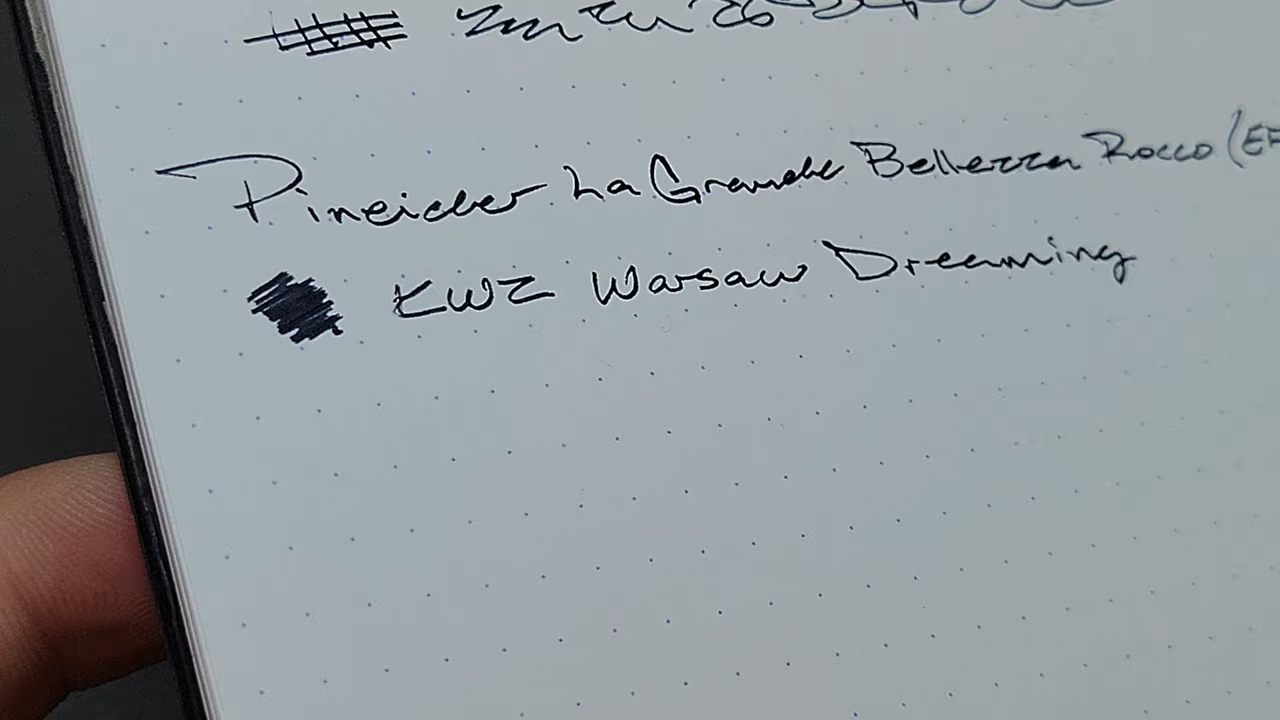 Pineider La Grande Bellezza Rocco (EF
KWZ Warsaw Dreaming